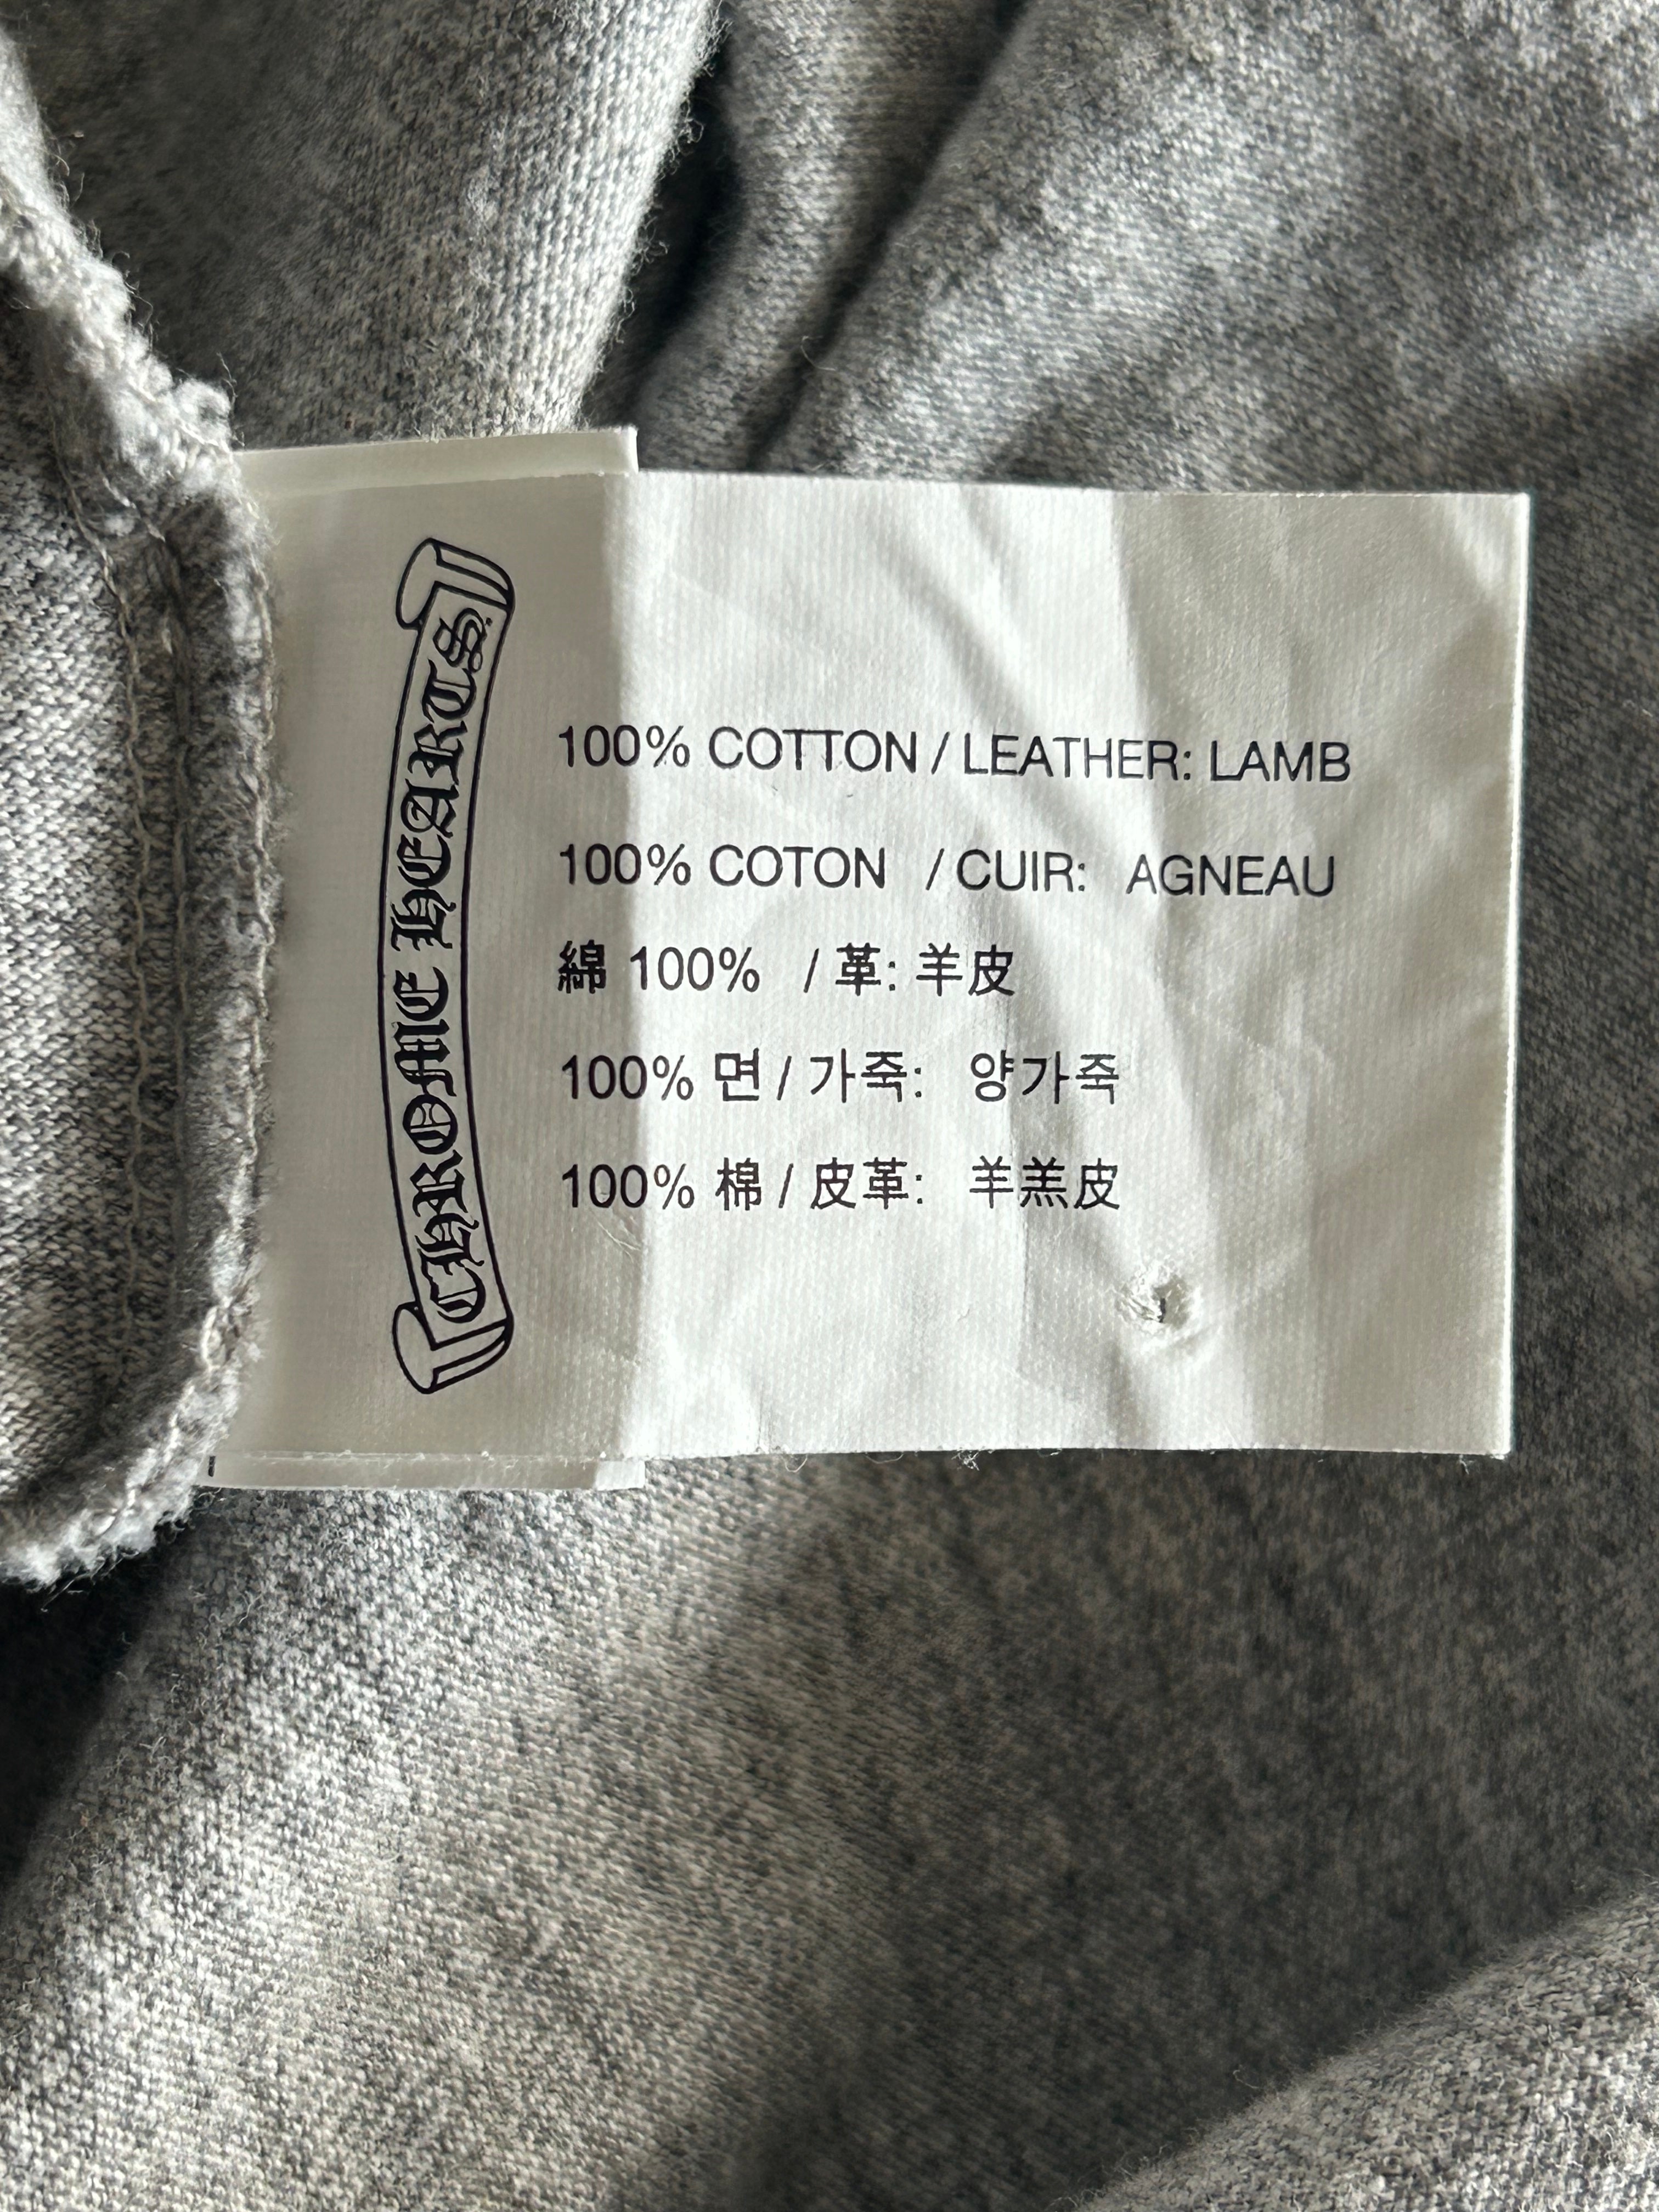 CHROME HEARTS
100% COTTON / LEATHER: LAMB
100% COTON / CUIR: AGNEAU
綿 100% / 革: 羊皮
100% 면 / 가죽: 양가죽
100% 棉 / 皮革: 羊羔皮